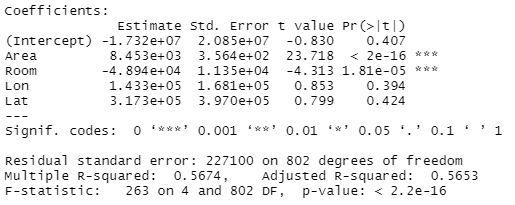 Coefficients:
Estimate Std. Error t value Pr(>|t|)
(Intercept) -1.732e+07 2.085e+07 -0.830 0.407
Area 8.453e+03 3.564e+02 23.718 < 2e-16 ***
Room -4.894e+04 1.135e+04 -4.313 1.81e-05 ***
Lon 1.433e+05 1.681e+05 0.853 0.394
Lat 3.173e+05 3.970e+05 0.799 0.424
---
Signif. codes: 0 ‘***’ 0.001 ‘**’ 0.01 ‘*’ 0.05 ‘.’ 0.1 ‘ ’ 1
Residual standard error: 227100 on 802 degrees of freedom
Multiple R-squared: 0.5674, Adjusted R-squared: 0.5653
F-statistic: 263 on 4 and 802 DF, p-value: < 2.2e-16